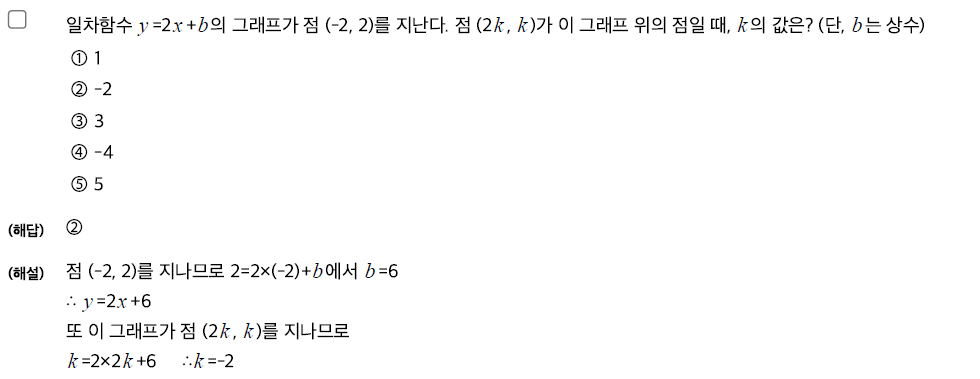 일차함수 y=2x+b의 그래프가 점 (-2, 2)를 지난다. 점 (2k, k)가 이 그래프 위의 점일 때, k의 값은? (단, b는 상수)
① 1
② -2
③ 3
④ -4
⑤ 5
(해답) ②
(해설) 점 (-2, 2)를 지나므로 2=2×(-2)+b에서 b=6
∴ y=2x+6
또 이 그래프가 점 (2k, k)를 지나므로
k=2×2k+6 ∴k=-2